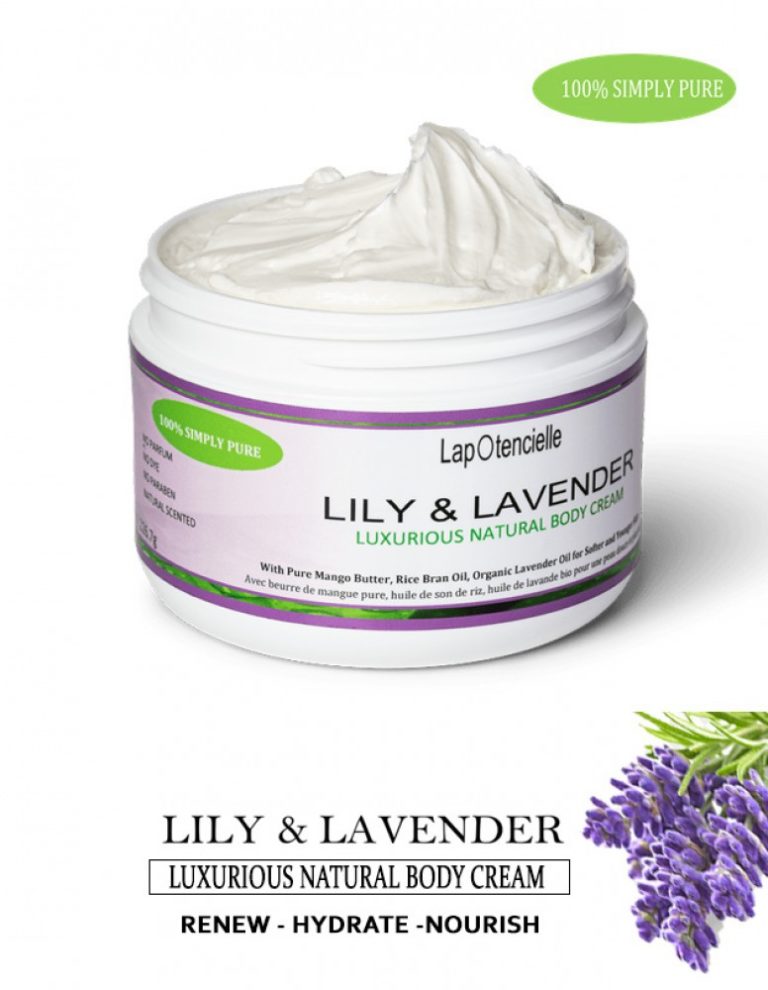 100% SIMPLY PURE
100% SIMPLY PURE
NO PARFUM
NO DYE
NO PARABEN
NATURAL SCENTED
LapOtencielle
LILY & LAVENDER
LUXURIOUS NATURAL BODY CREAM
With Pure Mango Butter, Rice Bran Oil, Organic Lavender Oil for Softer and Younger
Avec beurre de mangue pure, huile de son de riz, huile de lavande bio pour une peau
LILY & LAVENDER
LUXURIOUS NATURAL BODY CREAM
RENEW - HYDRATE -NOURISH